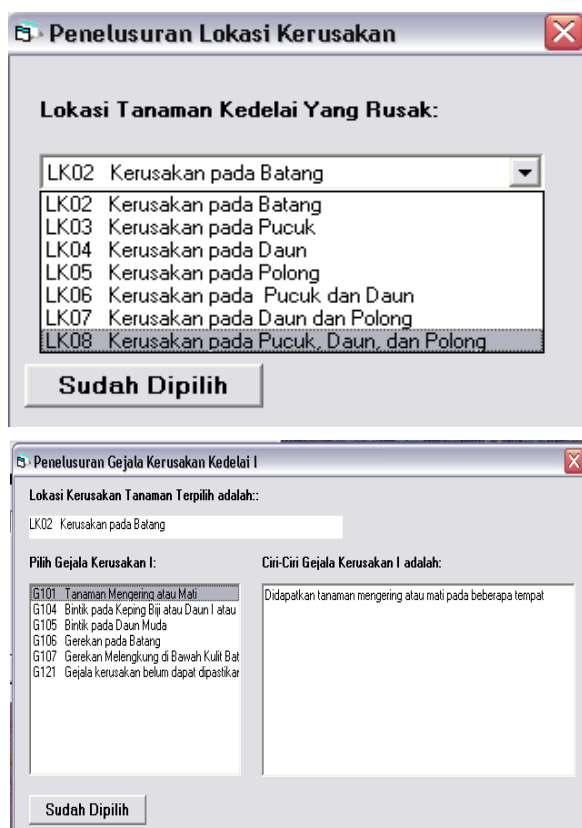 Penelusuran Lokasi Kerusakan
Lokasi Tanaman Kedelai Yang Rusak:
LK02 Kerusakan pada Batang
LK02 Kerusakan pada Batang
LK03 Kerusakan pada Pucuk
LK04 Kerusakan pada Daun
LK05 Kerusakan pada Polong
LK06 Kerusakan pada Pucuk dan Daun
LK07 Kerusakan pada Daun dan Polong
LK08 Kerusakan pada Pucuk, Daun, dan Polong
Sudah Dipilih
Penelusuran Gejala Kerusakan Kedelai I
Lokasi Kerusakan Tanaman Terpilih adalah::
LK02 Kerusakan pada Batang
Pilih Gejala Kerusakan I:
G101 Tanaman Mengering atau Mati
G104 Bintik pada Keping Biji atau Daun I atau
G105 Bintik pada Daun Muda
G106 Gerekan pada Batang
G107 Gerekan Melengkung di Bawah Kulit Bat
G121 Gejala kerusakan belum dapat dipastikar
Ciri-Ciri Gejala Kerusakan I adalah:
Didapatkan tanaman mengering atau mati pada beberapa tempat
Sudah Dipilih